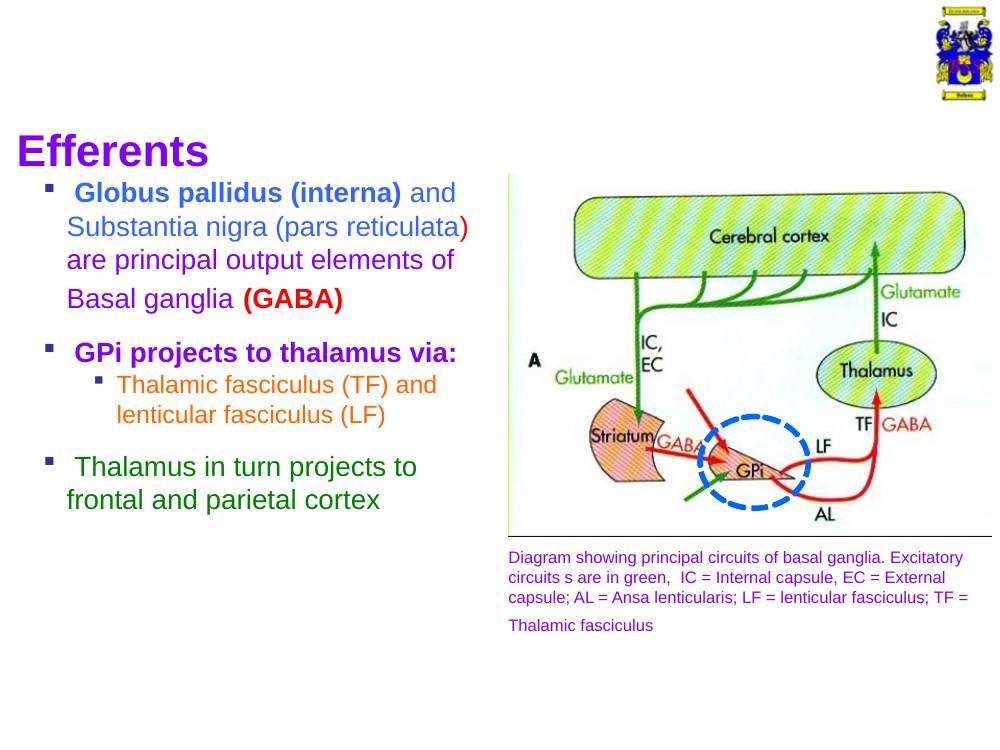 Efferents
Globus pallidus (interna) and
Substantia nigra (pars reticulata)
are principal output elements of
Basal ganglia (GABA)
GPi projects to thalamus via:
Thalamic fasciculus (TF) and
lenticular fasciculus (LF)
Thalamus in turn projects to
frontal and parietal cortex
Cerebral cortex
Glutamate
IC
IC,
EC
A
Glutamate
Thalamus
TF GABA
Striatum
GABA
LF
GPi
AL
Diagram showing principal circuits of basal ganglia. Excitatory
circuits s are in green, IC = Internal capsule, EC = External
capsule; AL = Ansa lenticularis; LF = lenticular fasciculus; TF =
Thalamic fasciculus